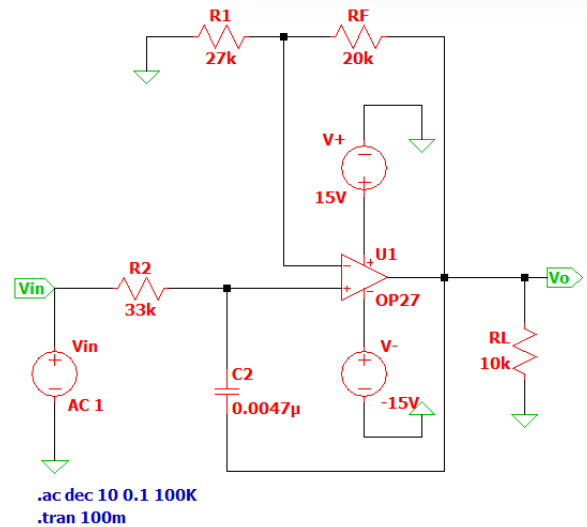 R1
RF
27k
20k
V+
15V
U1
Vin
R2
33k
OP27
Vo
Vin
AC 1
C2
0.0047µ
V-
-15V
RL
10k
.ac dec 10 0.1 100K
.tran 100m